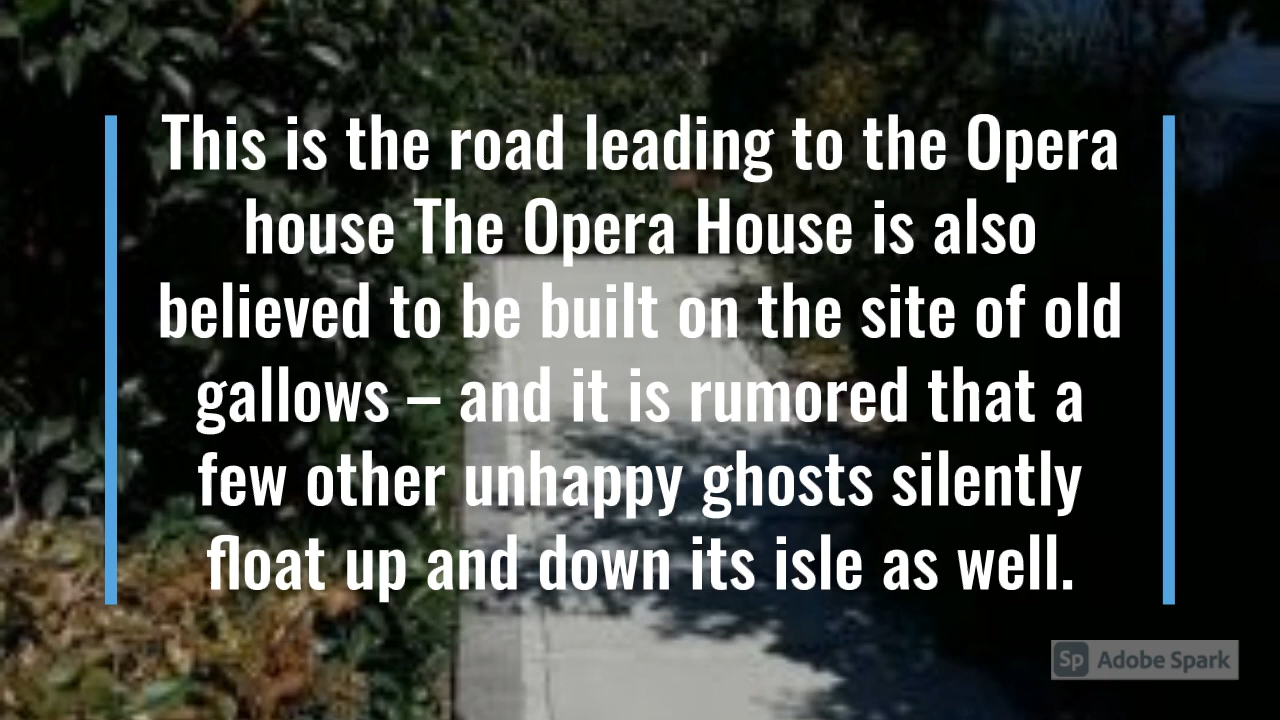 This is the road leading to the Opera
house The Opera House is also
believed to be built on the site of old
gallows – and it is rumored that a
few other unhappy ghosts silently
float up and down its isle as well.
Sp Adobe Spark